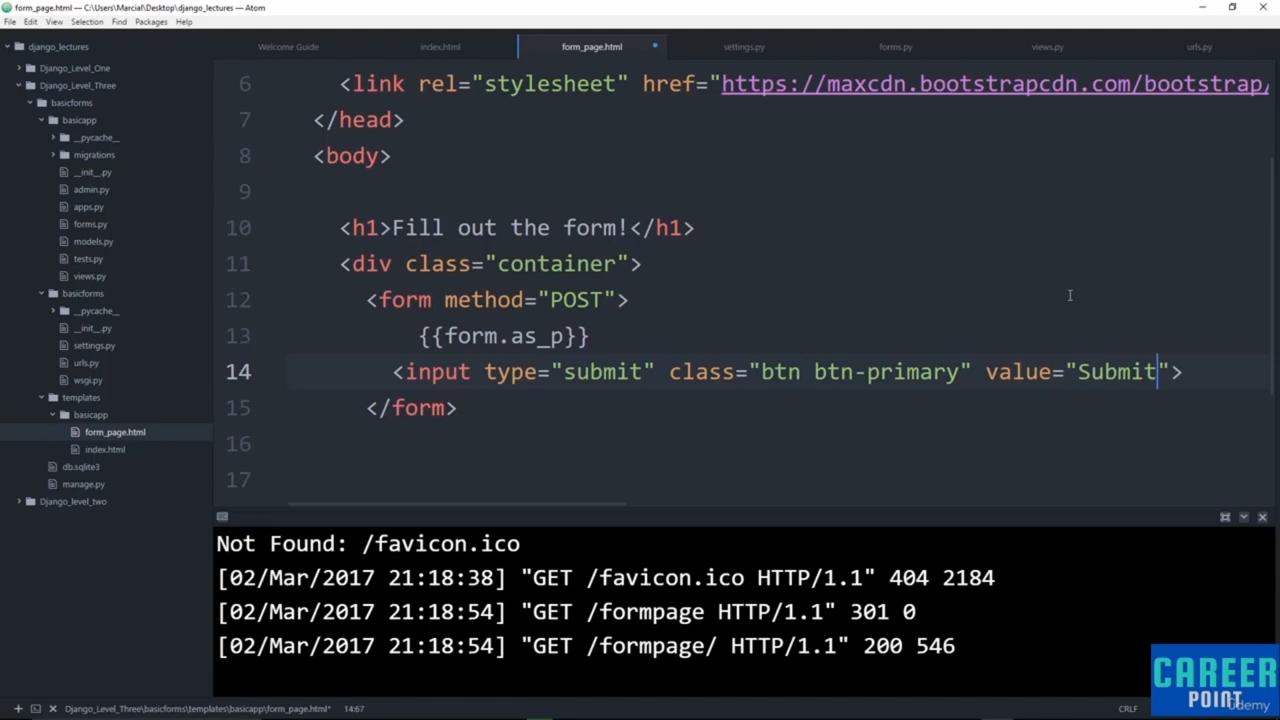 form_page.html — C:\Users\Marcial\Desktop\django_lectures — Atom
File Edit View Selection Find Packages Help
django_lectures
Django_Level_One
Django_Level_Three
basicforms
basicapp
__pycache__
migrations
__init__.py
admin.py
apps.py
forms.py
models.py
tests.py
views.py
basicforms
__pycache__
__init__.py
settings.py
urls.py
wsgi.py
templates
basicapp
form_page.html
index.html
db.sqlite3
manage.py
Django_level_two
Welcome Guide index.html form_page.html settings.py forms.py views.py urls.py
6 <link rel="stylesheet" href="https://maxcdn.bootstrapcdn.com/bootstrap/
7 </head>
8 <body>
9
10 <h1>Fill out the form!</h1>
11 <div class="container">
12 <form method="POST">
13 {{form.as_p}}
14 <input type="submit" class="btn btn-primary" value="Submit">
15 </form>
16
17
Not Found: /favicon.ico
[02/Mar/2017 21:18:38] "GET /favicon.ico HTTP/1.1" 404 2184
[02/Mar/2017 21:18:54] "GET /formpage HTTP/1.1" 301 0
[02/Mar/2017 21:18:54] "GET /formpage/ HTTP/1.1" 200 546
Django_Level_Three\basicforms\templates\basicapp\form_page.html* 14:67 CRLF
CAREER
POINT
Udemy